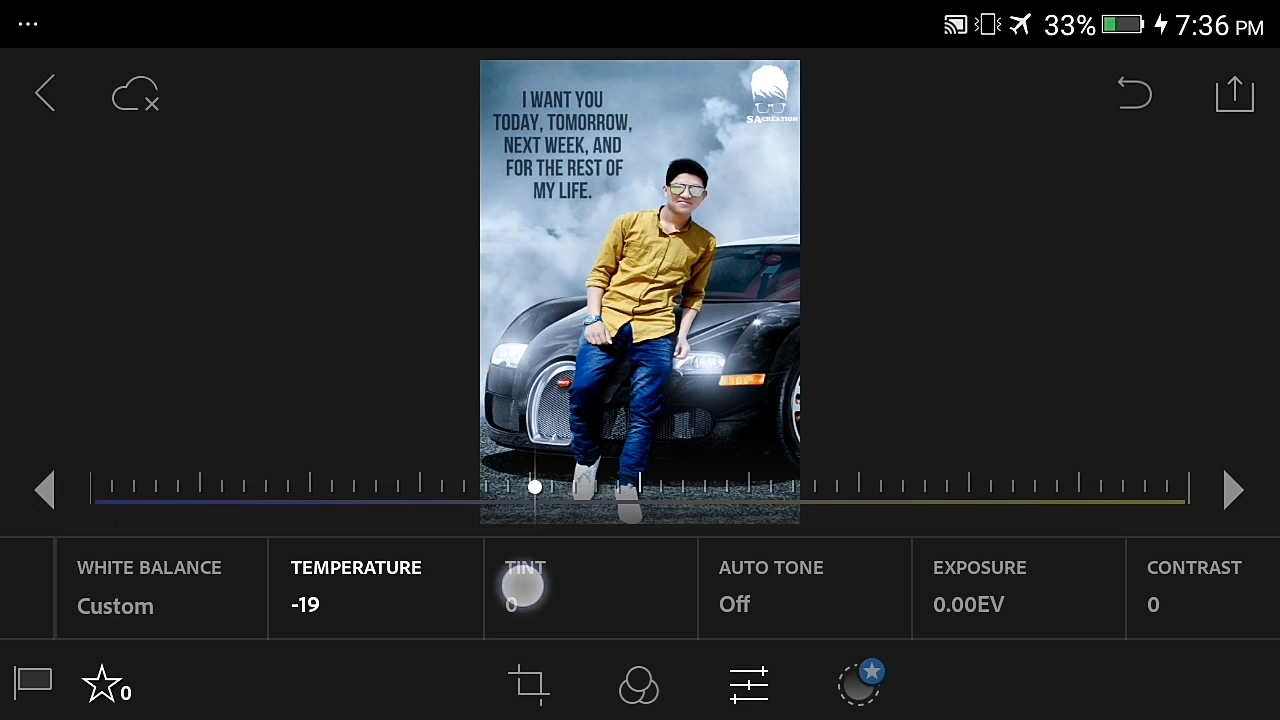 33%
7:36 PM
I WANT YOU
TODAY, TOMORROW,
NEXT WEEK, AND
FOR THE REST OF
MY LIFE.
SACREATION
WHITE BALANCE
Custom
TEMPERATURE
-19
TINT
0
AUTO TONE
Off
EXPOSURE
0.00EV
CONTRAST
0
0